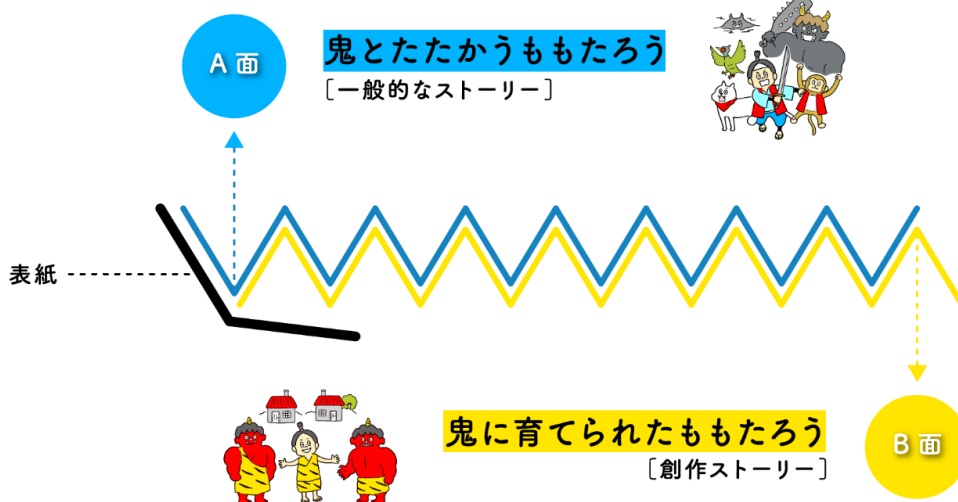 A面
鬼とたたかうももたろう
[一般的なストーリー]
表紙
鬼に育てられたももたろう
[創作ストーリー]
B面